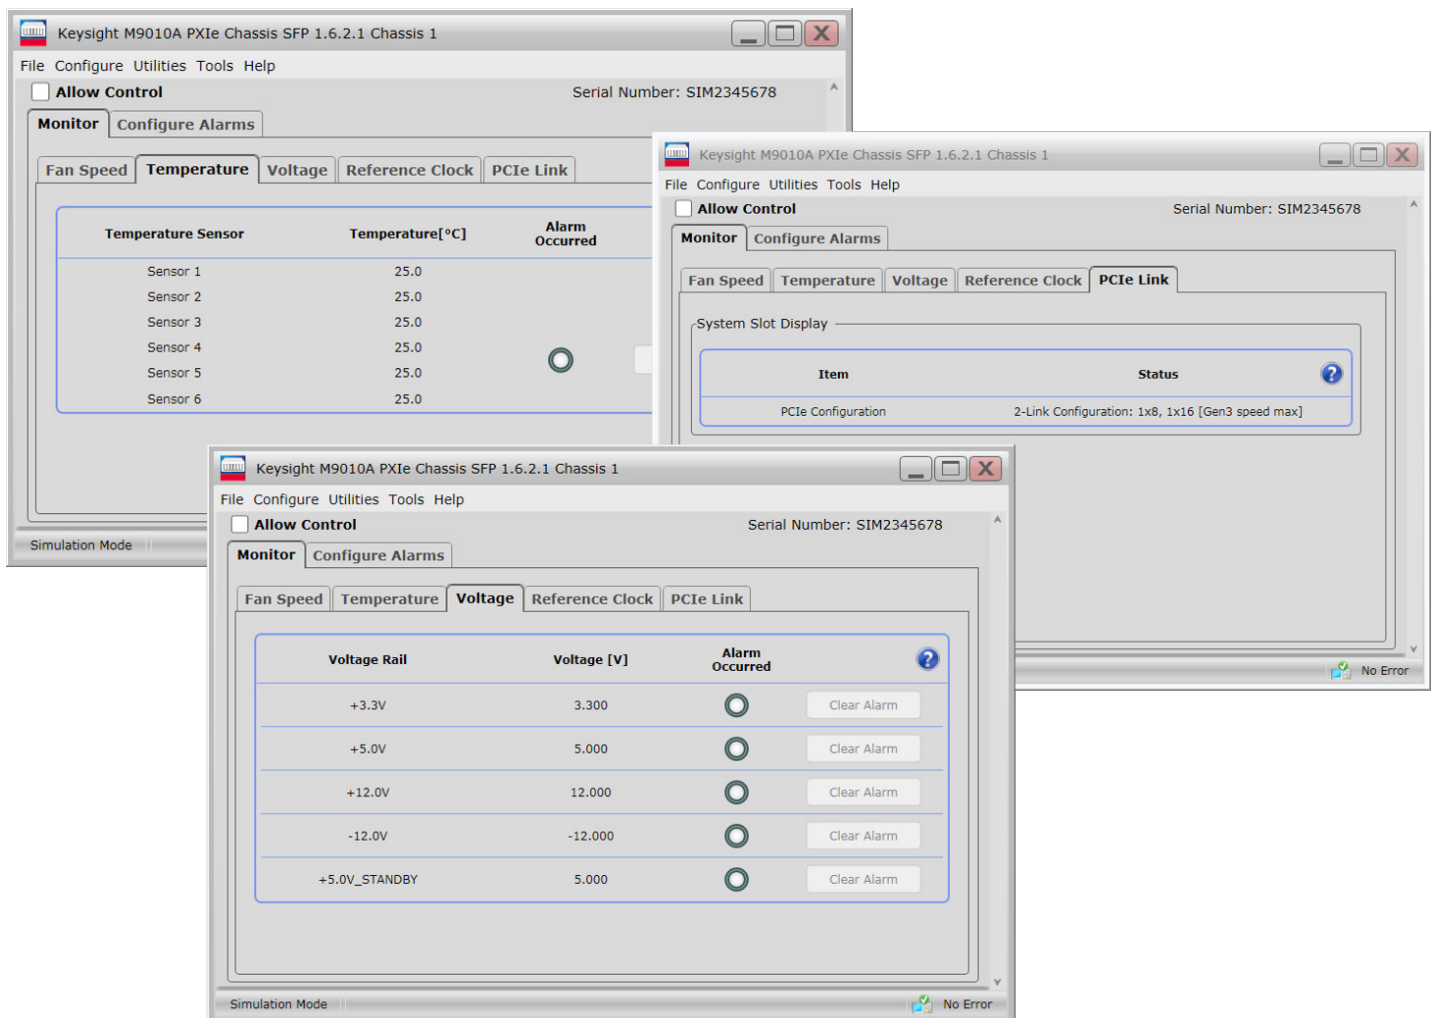 Keysight M9010A PXIe Chassis SFP 1.6.2.1 Chassis 1
File Configure Utilities Tools Help
Allow Control Serial Number: SIM2345678
Monitor Configure Alarms
Fan Speed Temperature Voltage Reference Clock PCIe Link
Temperature Sensor Temperature[°C] Alarm Occurred
Sensor 1 25.0
Sensor 2 25.0
Sensor 3 25.0
Sensor 4 25.0
Sensor 5 25.0
Sensor 6 25.0
Simulation Mode
Keysight M9010A PXIe Chassis SFP 1.6.2.1 Chassis 1
File Configure Utilities Tools Help
Allow Control Serial Number: SIM2345678
Monitor Configure Alarms
Fan Speed Temperature Voltage Reference Clock PCIe Link
System Slot Display
Item Status ?
PCIe Configuration 2-Link Configuration: 1x8, 1x16 [Gen3 speed max]
No Error
Keysight M9010A PXIe Chassis SFP 1.6.2.1 Chassis 1
File Configure Utilities Tools Help
Allow Control Serial Number: SIM2345678
Monitor Configure Alarms
Fan Speed Temperature Voltage Reference Clock PCIe Link
Voltage Rail Voltage [V] Alarm Occurred ?
+3.3V 3.300 Clear Alarm
+5.0V 5.000 Clear Alarm
+12.0V 12.000 Clear Alarm
-12.0V -12.000 Clear Alarm
+5.0V_STANDBY 5.000 Clear Alarm
Simulation Mode No Error